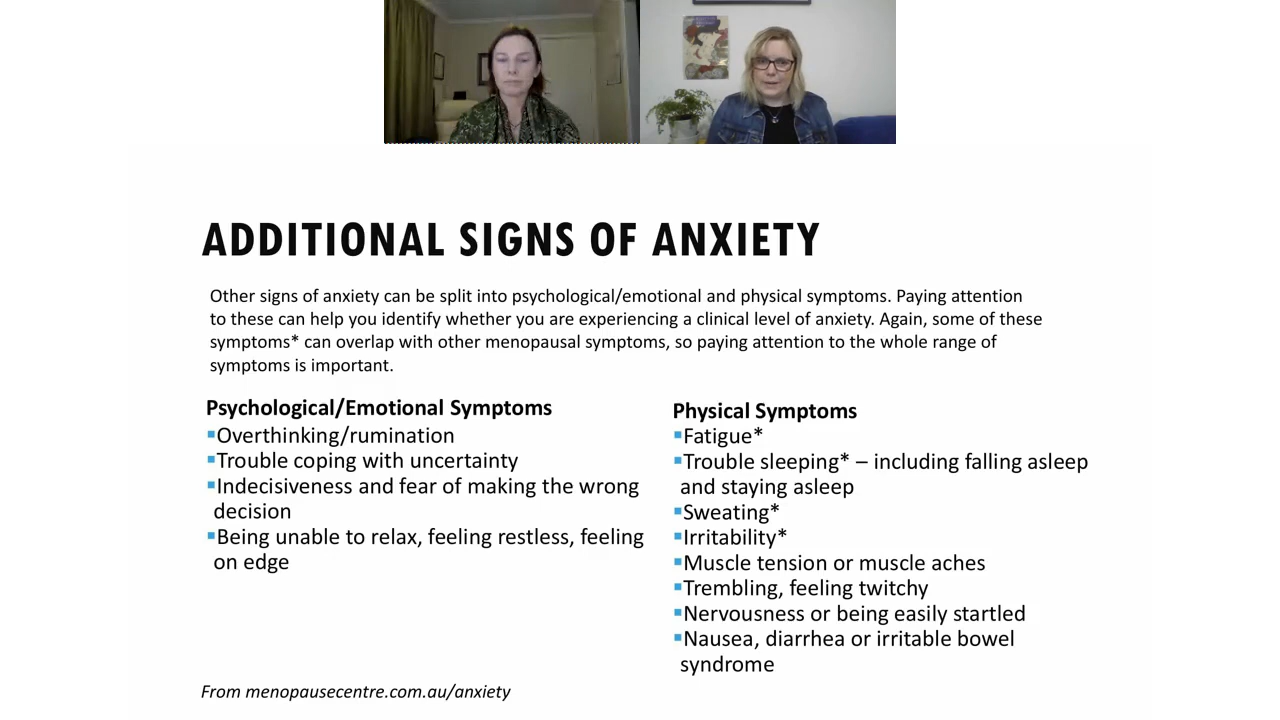 ADDITIONAL SIGNS OF ANXIETY
Other signs of anxiety can be split into psychological/emotional and physical symptoms. Paying attention
to these can help you identify whether you are experiencing a clinical level of anxiety. Again, some of these
symptoms* can overlap with other menopausal symptoms, so paying attention to the whole range of
symptoms is important.
Psychological/Emotional Symptoms
▪Overthinking/rumination
▪Trouble coping with uncertainty
▪Indecisiveness and fear of making the wrong
decision
▪Being unable to relax, feeling restless, feeling
on edge
Physical Symptoms
▪Fatigue*
▪Trouble sleeping* – including falling asleep
and staying asleep
▪Sweating*
▪Irritability*
▪Muscle tension or muscle aches
▪Trembling, feeling twitchy
▪Nervousness or being easily startled
▪Nausea, diarrhea or irritable bowel
syndrome
From menopausecentre.com.au/anxiety